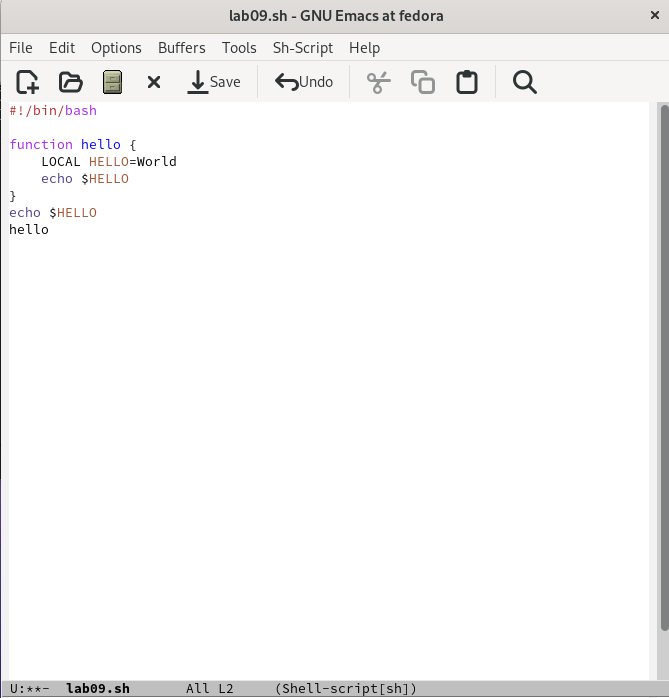 lab09.sh - GNU Emacs at fedora
File Edit Options Buffers Tools Sh-Script Help
Save Undo
#!/bin/bash
function hello {
    LOCAL HELLO=World
    echo $HELLO
}
echo $HELLO
hello
U:**-  lab09.sh       All L2     (Shell-script[sh])